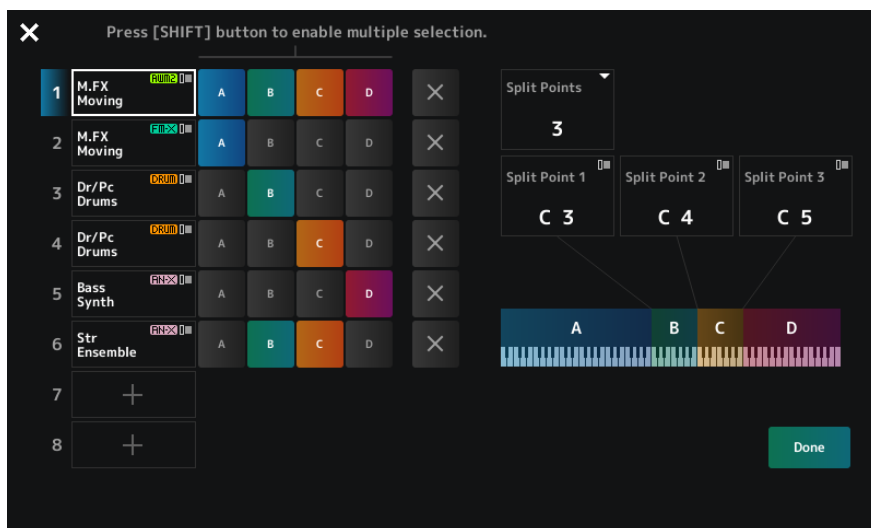 Press [SHIFT] button to enable multiple selection.
1
M.FX
Moving
AWM2
A B C D
2
M.FX
Moving
FM-X
A B C D
3
Dr/Pc
Drums
DRUM
A B C D
4
Dr/Pc
Drums
DRUM
A B C D
5
Bass
Synth
AN-X
A B C D
6
Str
Ensemble
AN-X
A B C D
7
8
Split Points
3
Split Point 1
C 3
Split Point 2
C 4
Split Point 3
C 5
A B C D
Done